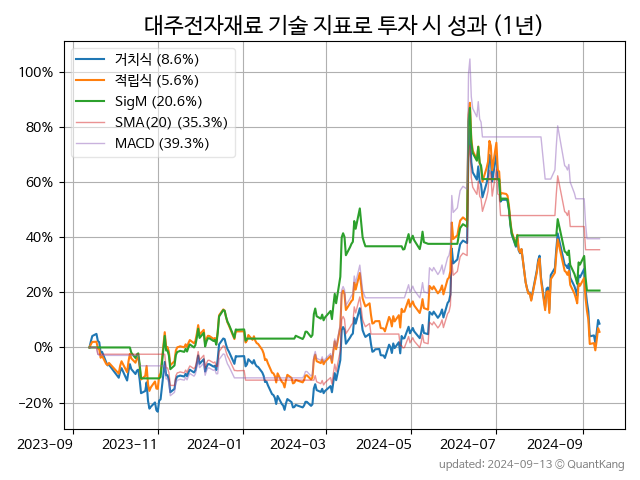 대주전자재료 기술 지표로 투자 시 성과 (1년)
거치식 (8.6%)
적립식 (5.6%)
SigM (20.6%)
SMA(20) (35.3%)
MACD (39.3%)
100%
80%
60%
40%
20%
0%
−20%
2023-09
2023-11
2024-01
2024-03
2024-05
2024-07
2024-09
updated: 2024-09-13 © QuantKang